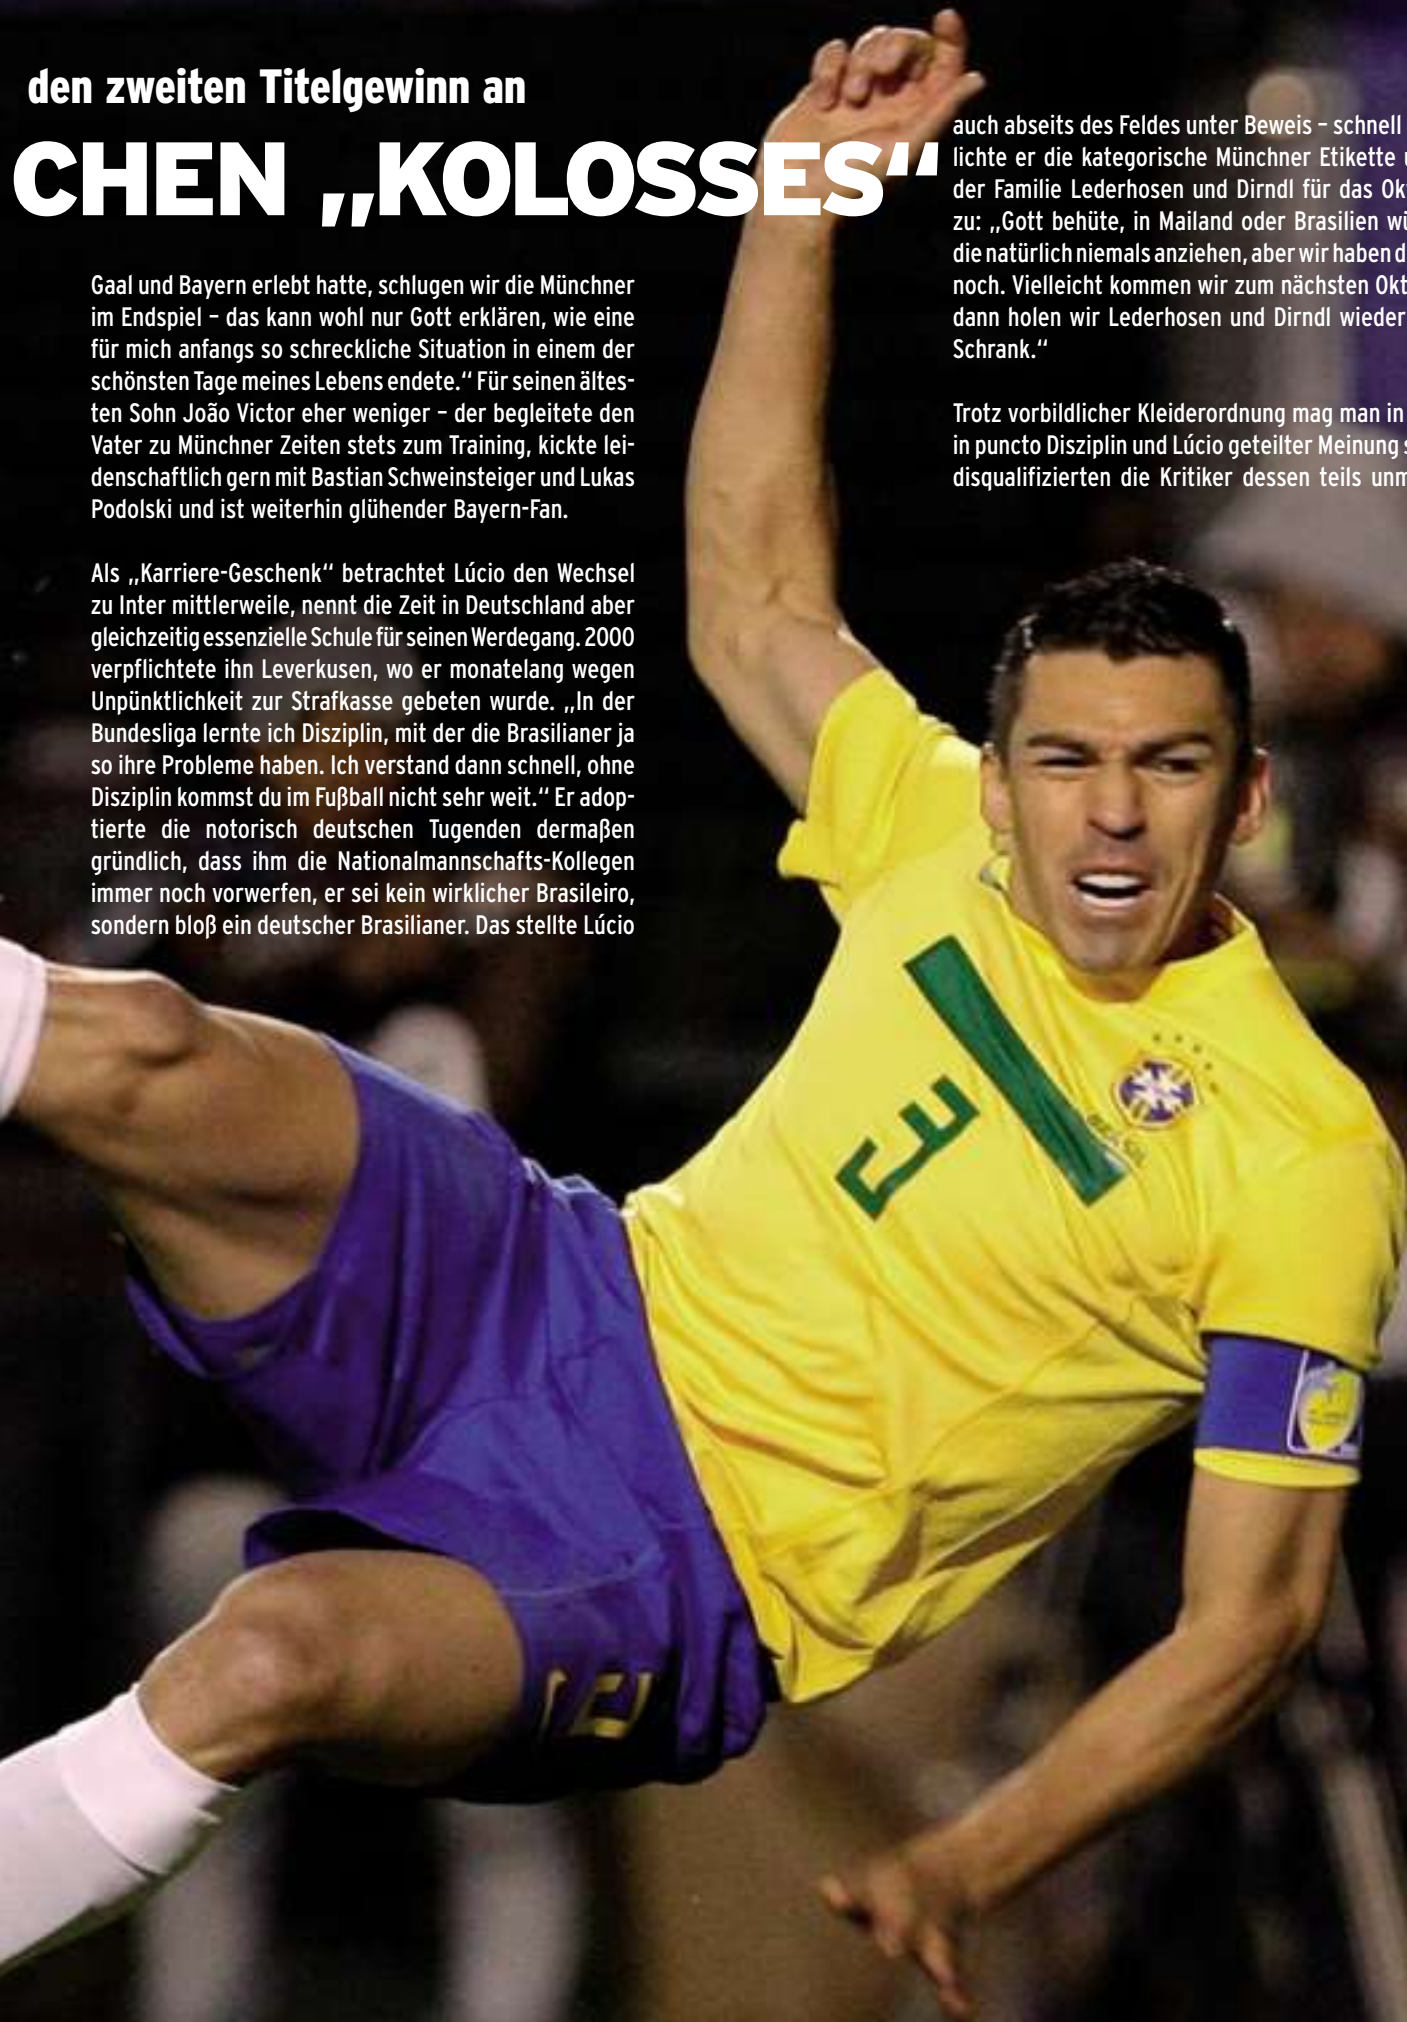 den zweiten Titelgewinn an
CHEN „KOLOSSES“
Gaal und Bayern erlebt hatte, schlugen wir die Münchner
im Endspiel – das kann wohl nur Gott erklären, wie eine
für mich anfangs so schreckliche Situation in einem der
schönsten Tage meines Lebens endete.“ Für seinen ältes-
ten Sohn João Victor eher weniger – der begleitete den
Vater zu Münchner Zeiten stets zum Training, kickte lei-
denschaftlich gern mit Bastian Schweinsteiger und Lukas
Podolski und ist weiterhin glühender Bayern-Fan.
Als „Karriere-Geschenk“ betrachtet Lúcio den Wechsel
zu Inter mittlerweile, nennt die Zeit in Deutschland aber
gleichzeitig essenzielle Schule für seinen Werdegang. 2000
verpflichtete ihn Leverkusen, wo er monatelang wegen
Unpünktlichkeit zur Strafkasse gebeten wurde. „In der
Bundesliga lernte ich Disziplin, mit der die Brasilianer ja
so ihre Probleme haben. Ich verstand dann schnell, ohne
Disziplin kommst du im Fußball nicht sehr weit.“ Er adop-
tierte die notorisch deutschen Tugenden dermaßen
gründlich, dass ihm die Nationalmannschafts-Kollegen
immer noch vorwerfen, er sei kein wirklicher Brasileiro,
sondern bloß ein deutscher Brasilianer. Das stellte Lúcio
auch abseits des Feldes unter Beweis – schnell
lichte er die kategorische Münchner Etikette
der Familie Lederhosen und Dirndl für das Ok
zu: „Gott behüte, in Mailand oder Brasilien wü
die natürlich niemals anziehen, aber wir haben d
noch. Vielleicht kommen wir zum nächsten Okt
dann holen wir Lederhosen und Dirndl wieder
Schrank.“
Trotz vorbildlicher Kleiderordnung mag man in
in puncto Disziplin und Lúcio geteilter Meinung s
disqualifizierten die Kritiker dessen teils unm
3
BRASIL
3